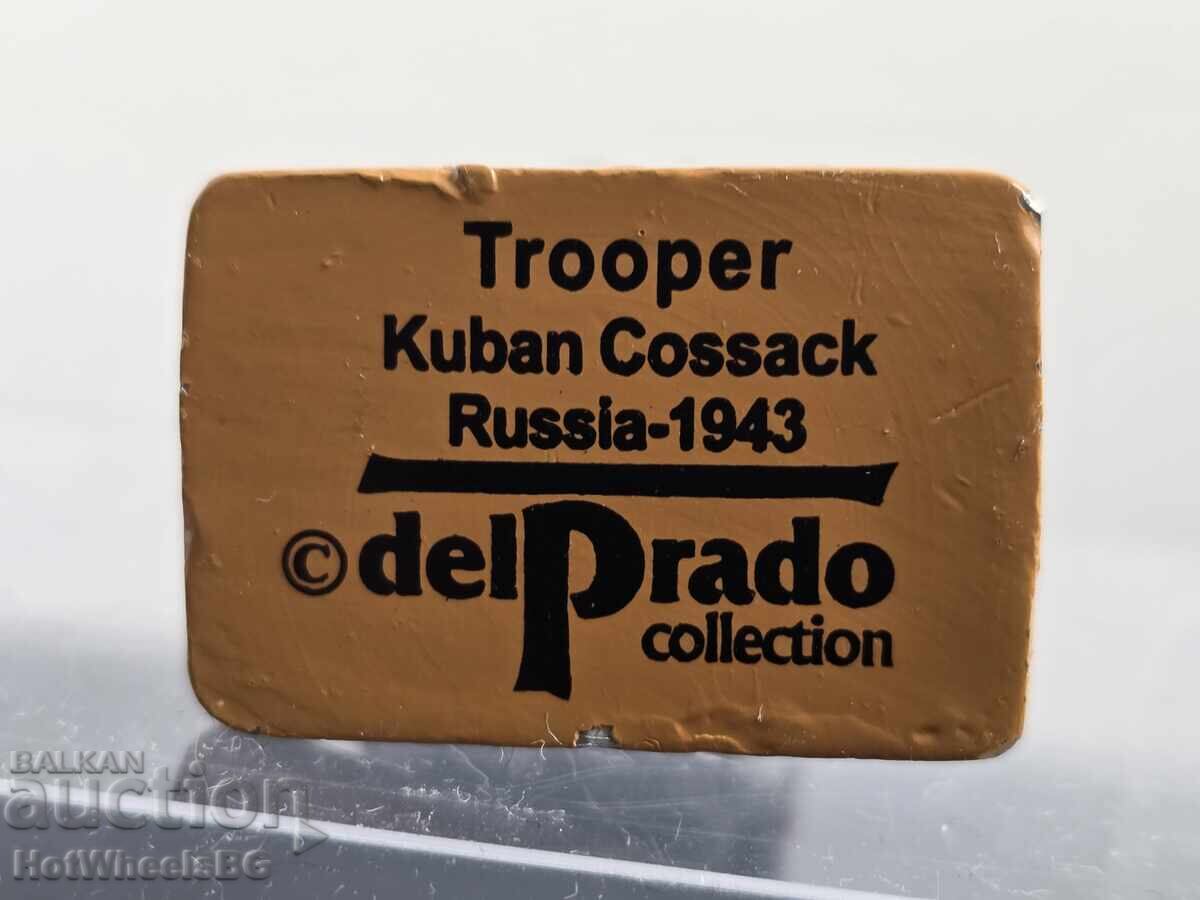 Trooper
Kuban Cossack
Russia-1943
© delPrado
collection
BALKAN
auction
HotWheelsBG